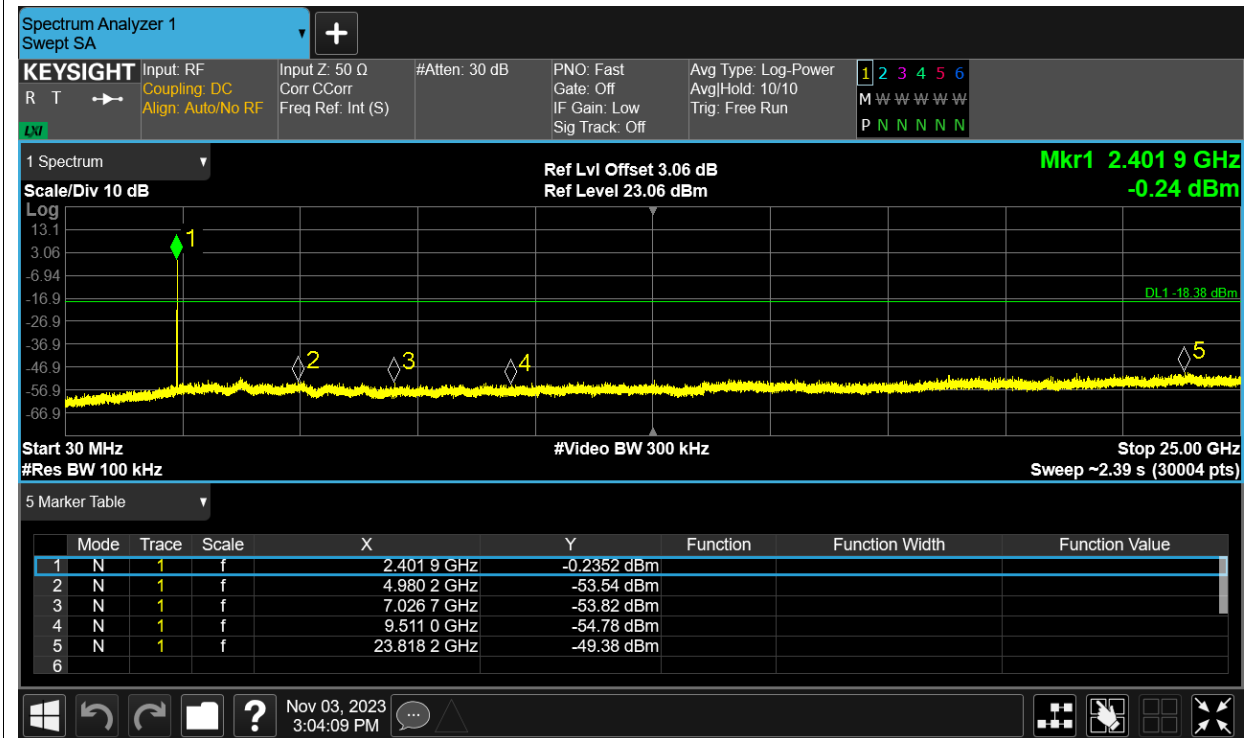 Spectrum Analyzer 1
Swept SA
KEYSIGHT
R T
LXI
Input: RF
Coupling: DC
Align: Auto/No RF
Input Z: 50 Ω
Corr CCorr
Freq Ref: Int (S)
#Atten: 30 dB
PNO: Fast
Gate: Off
IF Gain: Low
Sig Track: Off
Avg Type: Log-Power
Avg|Hold: 10/10
Trig: Free Run
1 2 3 4 5 6
M W W W W W
P N N N N N
1 Spectrum
Scale/Div 10 dB
Ref Lvl Offset 3.06 dB
Ref Level 23.06 dBm
Mkr1 2.401 9 GHz
-0.24 dBm
Log
13.1
3.06
-6.94
-16.9
-26.9
-36.9
-46.9
-56.9
-66.9
1
2
3
4
5
DL1 -18.38 dBm
Start 30 MHz
#Res BW 100 kHz
#Video BW 300 kHz
Stop 25.00 GHz
Sweep ~2.39 s (30004 pts)
5 Marker Table
Mode Trace Scale X Y Function Function Width Function Value
1 N 1 f 2.401 9 GHz -0.2352 dBm
2 N 1 f 4.980 2 GHz -53.54 dBm
3 N 1 f 7.026 7 GHz -53.82 dBm
4 N 1 f 9.511 0 GHz -54.78 dBm
5 N 1 f 23.818 2 GHz -49.38 dBm
6
?
Nov 03, 2023
3:04:09 PM